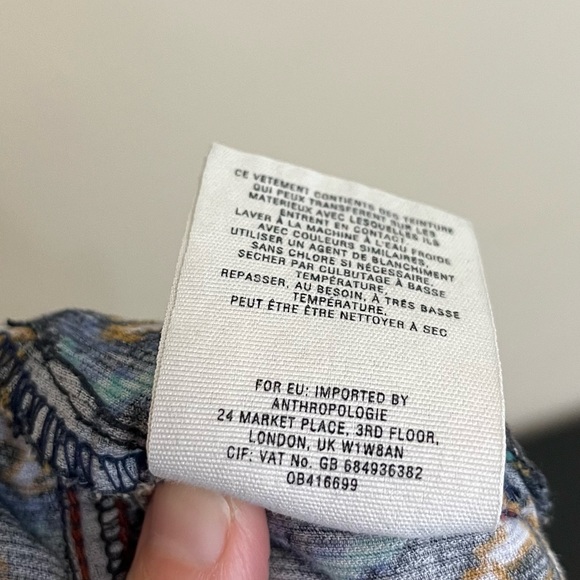 CE VETEMENT CONTIENTS DES TEINTURE
QUI PEUX TRANSFERENT SUR LES
MATERIEUX AVEC LESQUELLES ILS
ENTRENT EN CONTACT.
LAVER À LA MACHINE À L'EAU FROIDE
AVEC COULEURS SIMILAIRES,
UTILISER UN AGENT DE BLANCHIMENT
SANS CHLORE SI NÉCESSAIRE.
SECHER PAR CULBUTAGE À BASSE
TEMPÉRATURE.
REPASSER, AU BESOIN, À TRÈS BASSE
TEMPÉRATURE.
PEUT ÊTRE ÊTRE NETTOYER À SEC
FOR EU: IMPORTED BY
ANTHROPOLOGIE
24 MARKET PLACE, 3RD FLOOR,
LONDON, UK W1W8AN
CIF: VAT No. GB 684936382
OB416699